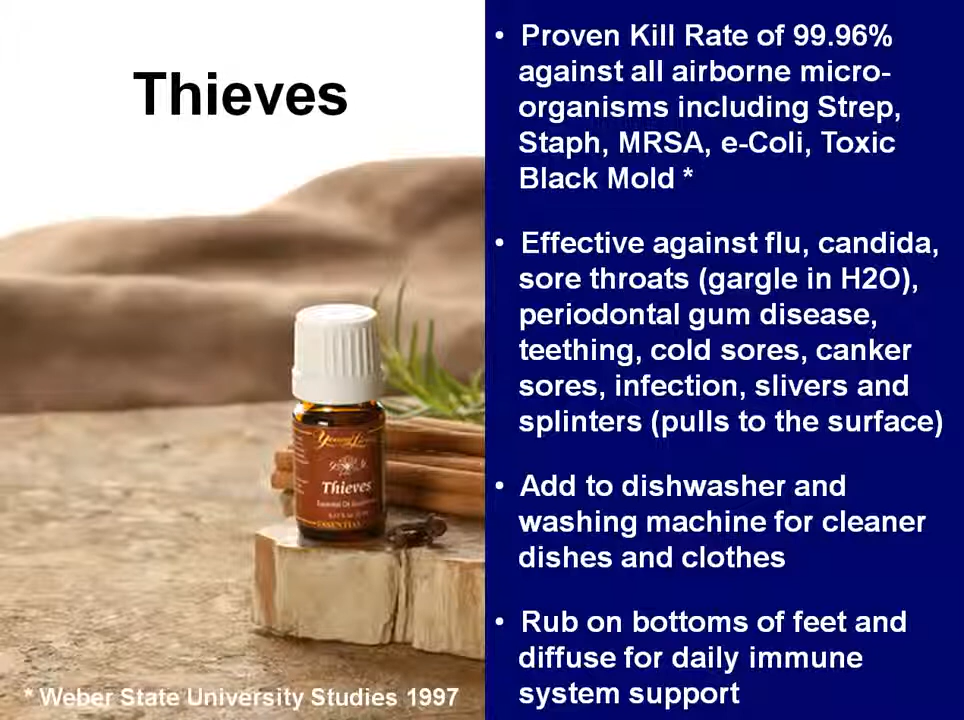 Thieves
• Proven Kill Rate of 99.96%
against all airborne micro-
organisms including Strep,
Staph, MRSA, e-Coli, Toxic
Black Mold *
• Effective against flu, candida,
sore throats (gargle in H2O),
periodontal gum disease,
teething, cold sores, canker
sores, infection, slivers and
splinters (pulls to the surface)
• Add to dishwasher and
washing machine for cleaner
dishes and clothes
• Rub on bottoms of feet and
diffuse for daily immune
system support
Thieves
ESSENTIAL
* Weber State University Studies 1997